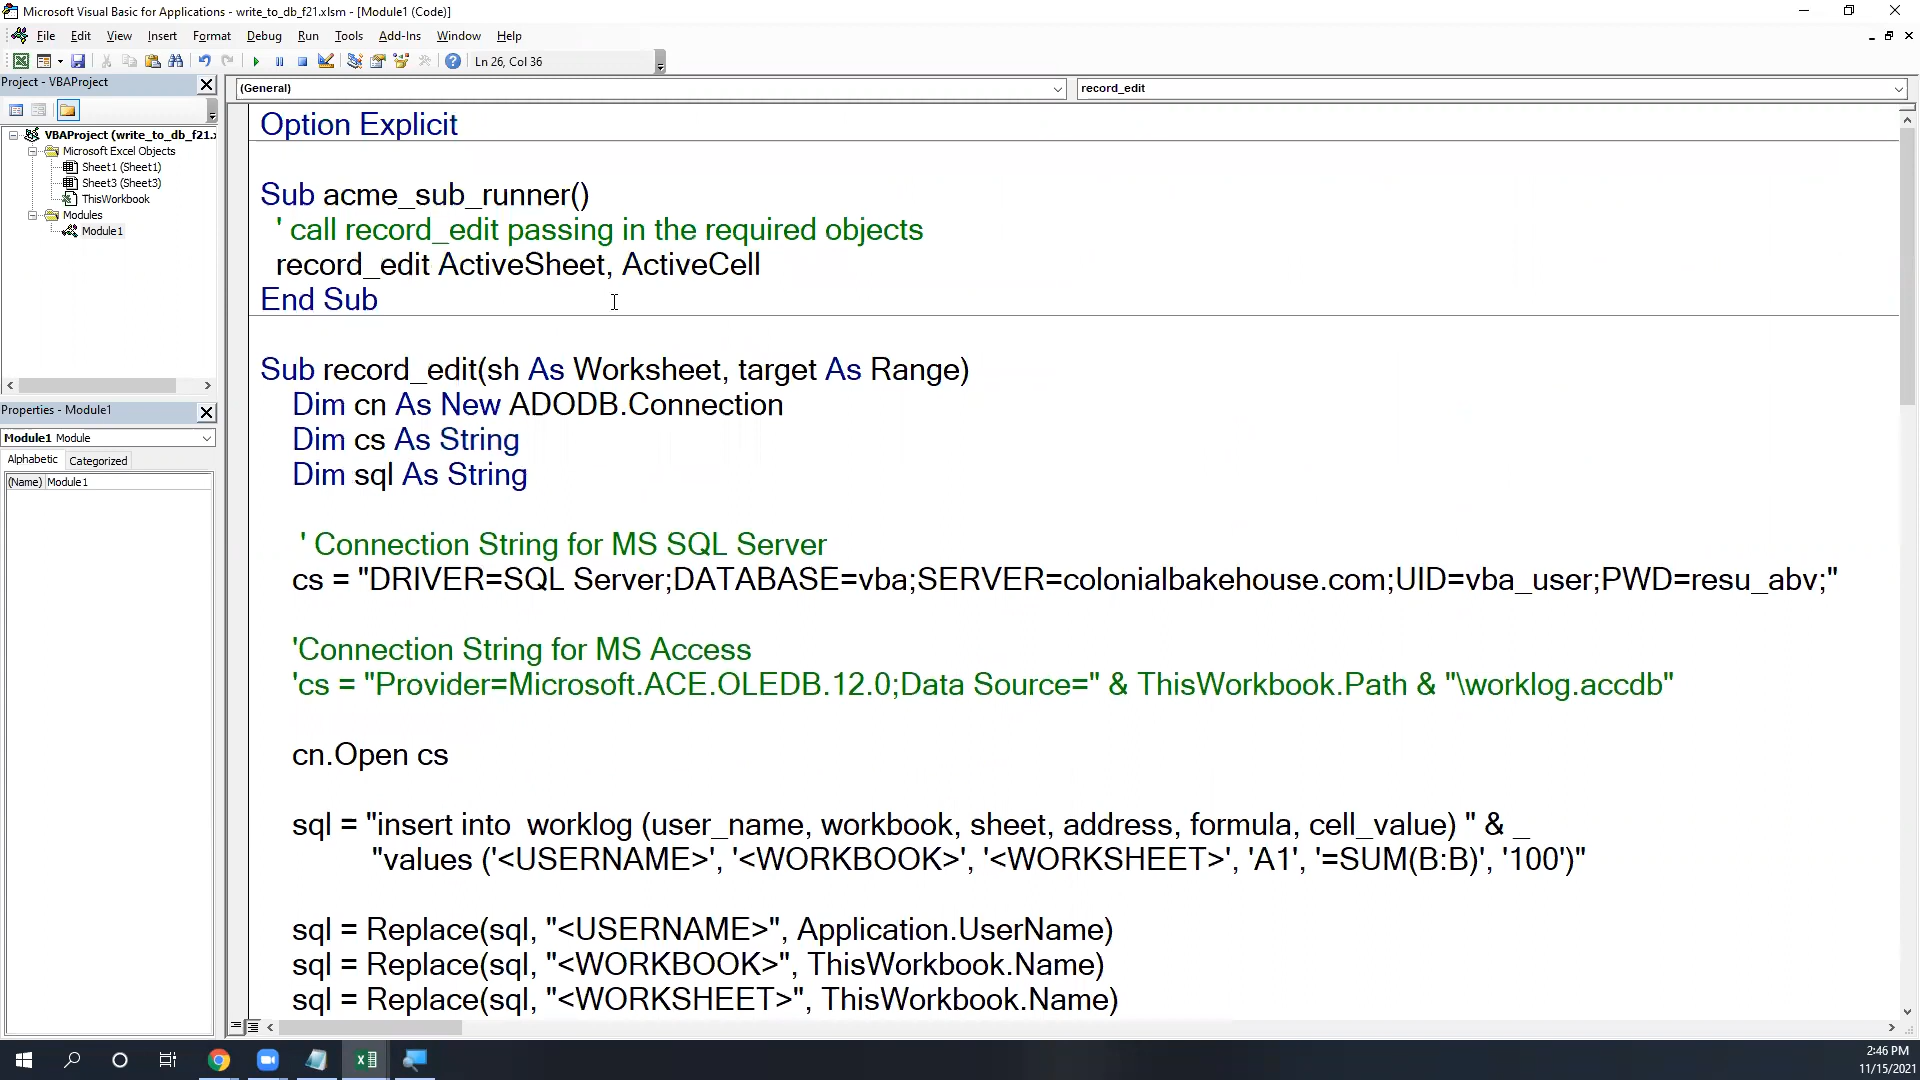 Microsoft Visual Basic for Applications - write_to_db_f21.xlsm - [Module1 (Code)]
File Edit View Insert Format Debug Run Tools Add-Ins Window Help
Ln 26, Col 36
Project - VBAProject
VBAProject (write_to_db_f21.x
Microsoft Excel Objects
Sheet1 (Sheet1)
Sheet3 (Sheet3)
ThisWorkbook
Modules
Module1
Properties - Module1
Module1 Module
Alphabetic Categorized
(Name) Module1
(General) record_edit
Option Explicit
Sub acme_sub_runner()
' call record_edit passing in the required objects
record_edit ActiveSheet, ActiveCell
End Sub
Sub record_edit(sh As Worksheet, target As Range)
Dim cn As New ADODB.Connection
Dim cs As String
Dim sql As String
' Connection String for MS SQL Server
cs = "DRIVER=SQL Server;DATABASE=vba;SERVER=colonialbakehouse.com;UID=vba_user;PWD=resu_abv;"
'Connection String for MS Access
'cs = "Provider=Microsoft.ACE.OLEDB.12.0;Data Source=" & ThisWorkbook.Path & "\worklog.accdb"
cn.Open cs
sql = "insert into  worklog (user_name, workbook, sheet, address, formula, cell_value) " & _
"values ('<USERNAME>', '<WORKBOOK>', '<WORKSHEET>', 'A1', '=SUM(B:B)', '100')"
sql = Replace(sql, "<USERNAME>", Application.UserName)
sql = Replace(sql, "<WORKBOOK>", ThisWorkbook.Name)
sql = Replace(sql, "<WORKSHEET>", ThisWorkbook.Name)
2:46 PM
11/15/2021